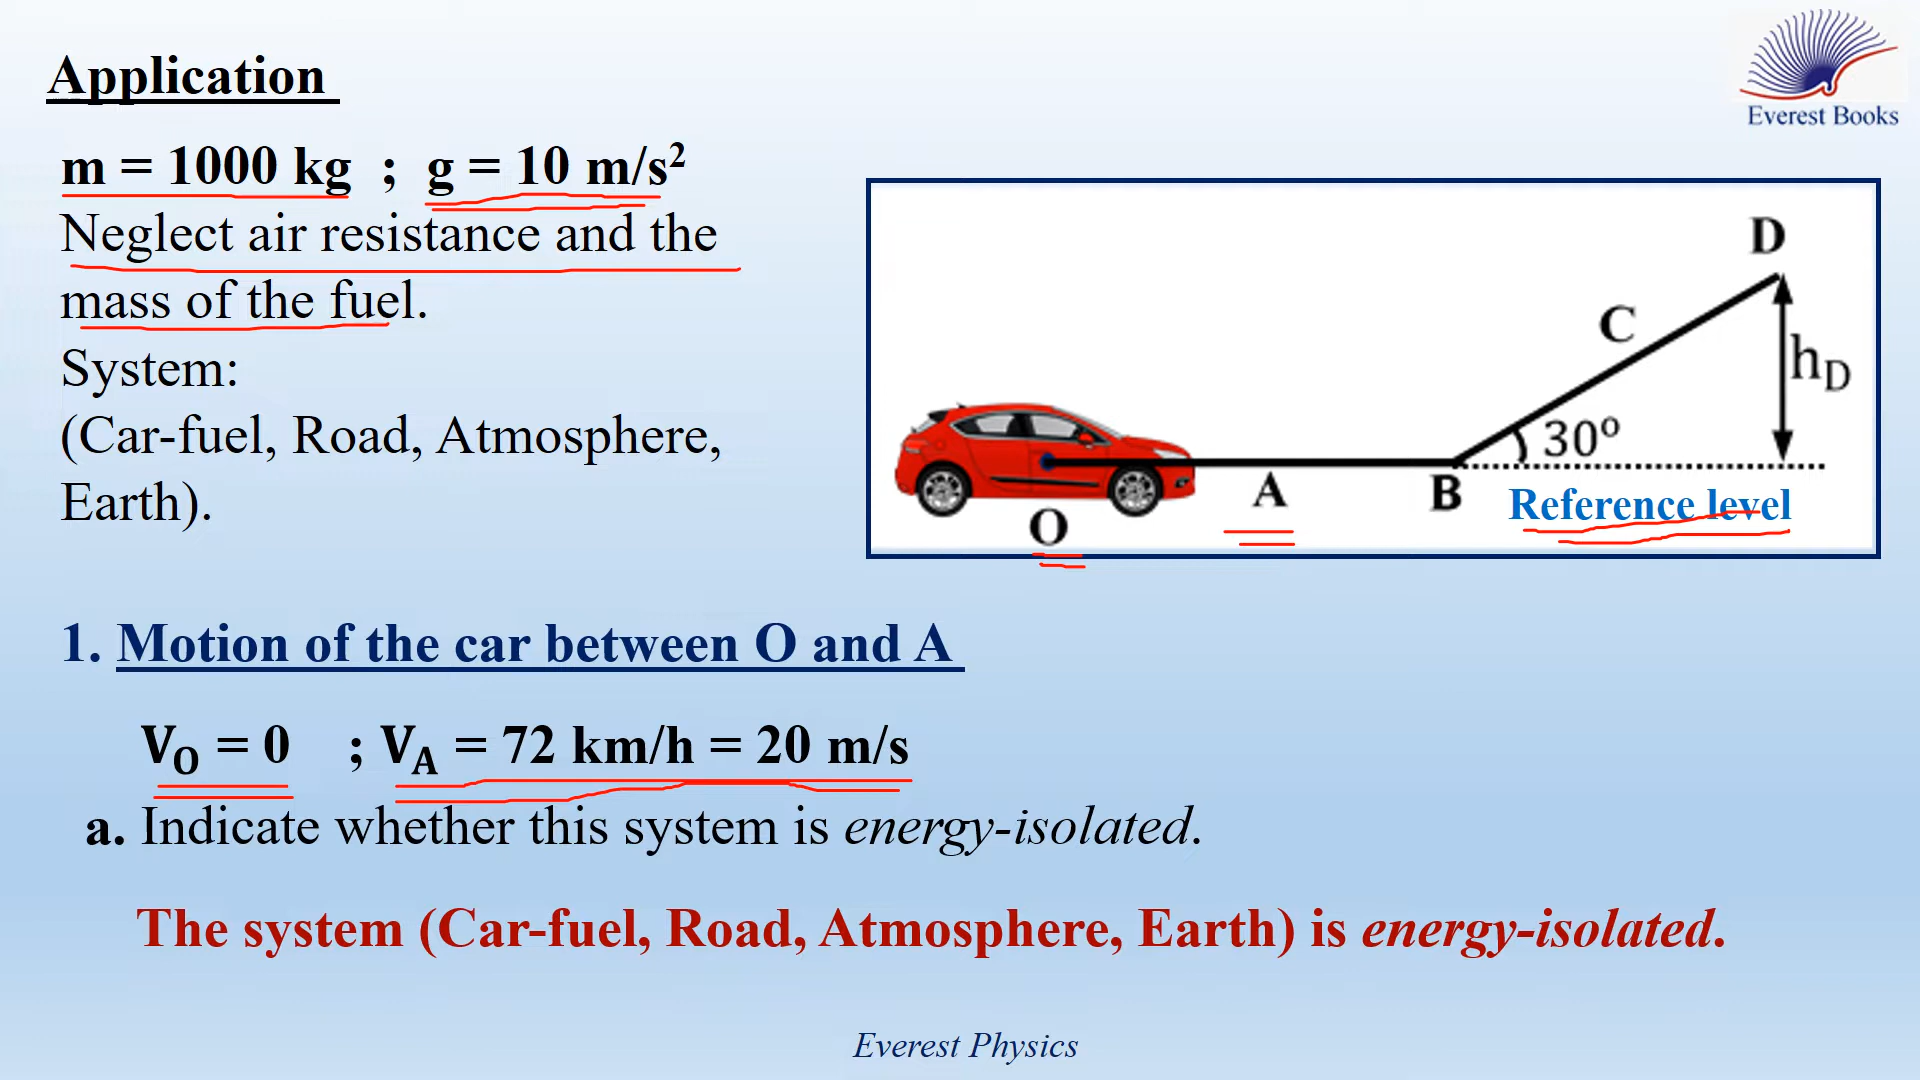 Application
Everest Books
m = 1000 kg ; g = 10 m/s²
Neglect air resistance and the
mass of the fuel.
System:
(Car-fuel, Road, Atmosphere,
Earth).
D
C
h_D
30º
A
B
Reference level
O
1. Motion of the car between O and A
V_O = 0 ; V_A = 72 km/h = 20 m/s
a. Indicate whether this system is energy-isolated.
The system (Car-fuel, Road, Atmosphere, Earth) is energy-isolated.
Everest Physics